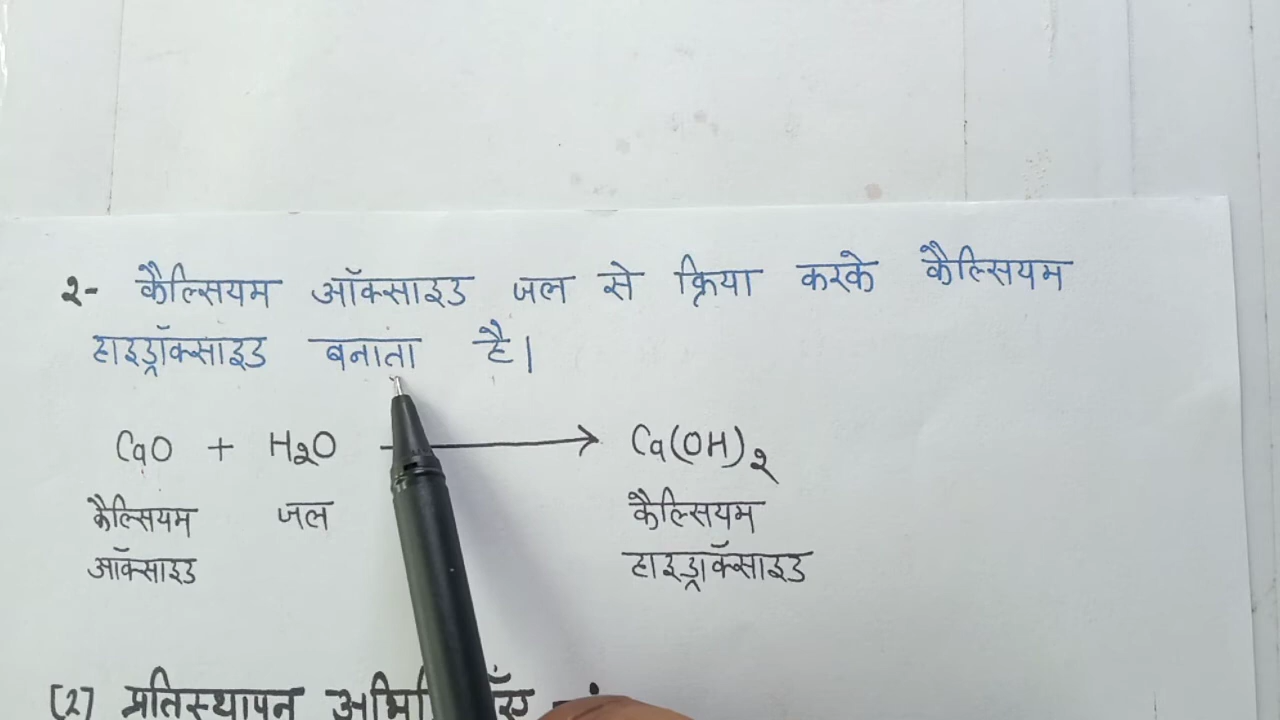 २- कैल्सियम ऑक्साइड जल से क्रिया करके कैल्सियम
हाइड्रॉक्साइड बनाता है।
CaO + H2O → Ca(OH)2
कैल्सियम जल कैल्सियम
ऑक्साइड हाइड्रॉक्साइड
(2) प्रतिस्थापन